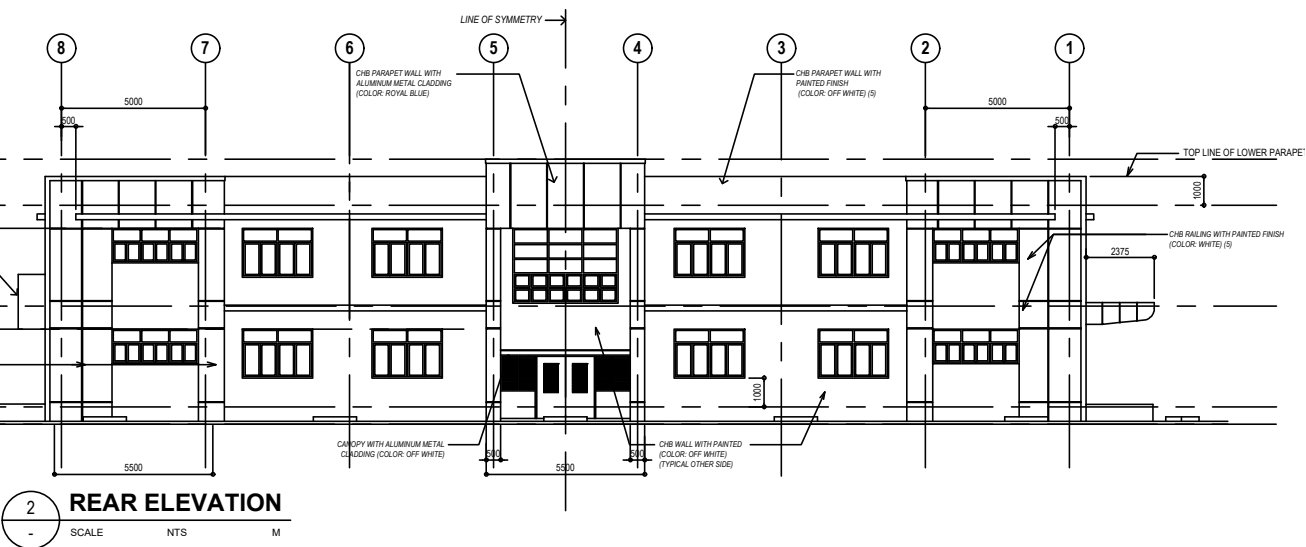 LINE OF SYMMETRY
8
7
6
5
4
3
2
1
CHB PARAPET WALL WITH
ALUMINUM METAL CLADDING
(COLOR: ROYAL BLUE)
CHB PARAPET WALL WITH
PAINTED FINISH
(COLOR: OFF WHITE) (5)
5000
5000
500
500
TOP LINE OF LOWER PARAPET
1000
CHB RAILING WITH PAINTED FINISH
(COLOR: WHITE) (5)
2375
1000
CANOPY WITH ALUMINUM METAL
CLADDING (COLOR: OFF WHITE)
CHB WALL WITH PAINTED
(COLOR: OFF WHITE)
(TYPICAL OTHER SIDE)
500
500
5500
5500
2
REAR ELEVATION
-
SCALE NTS M